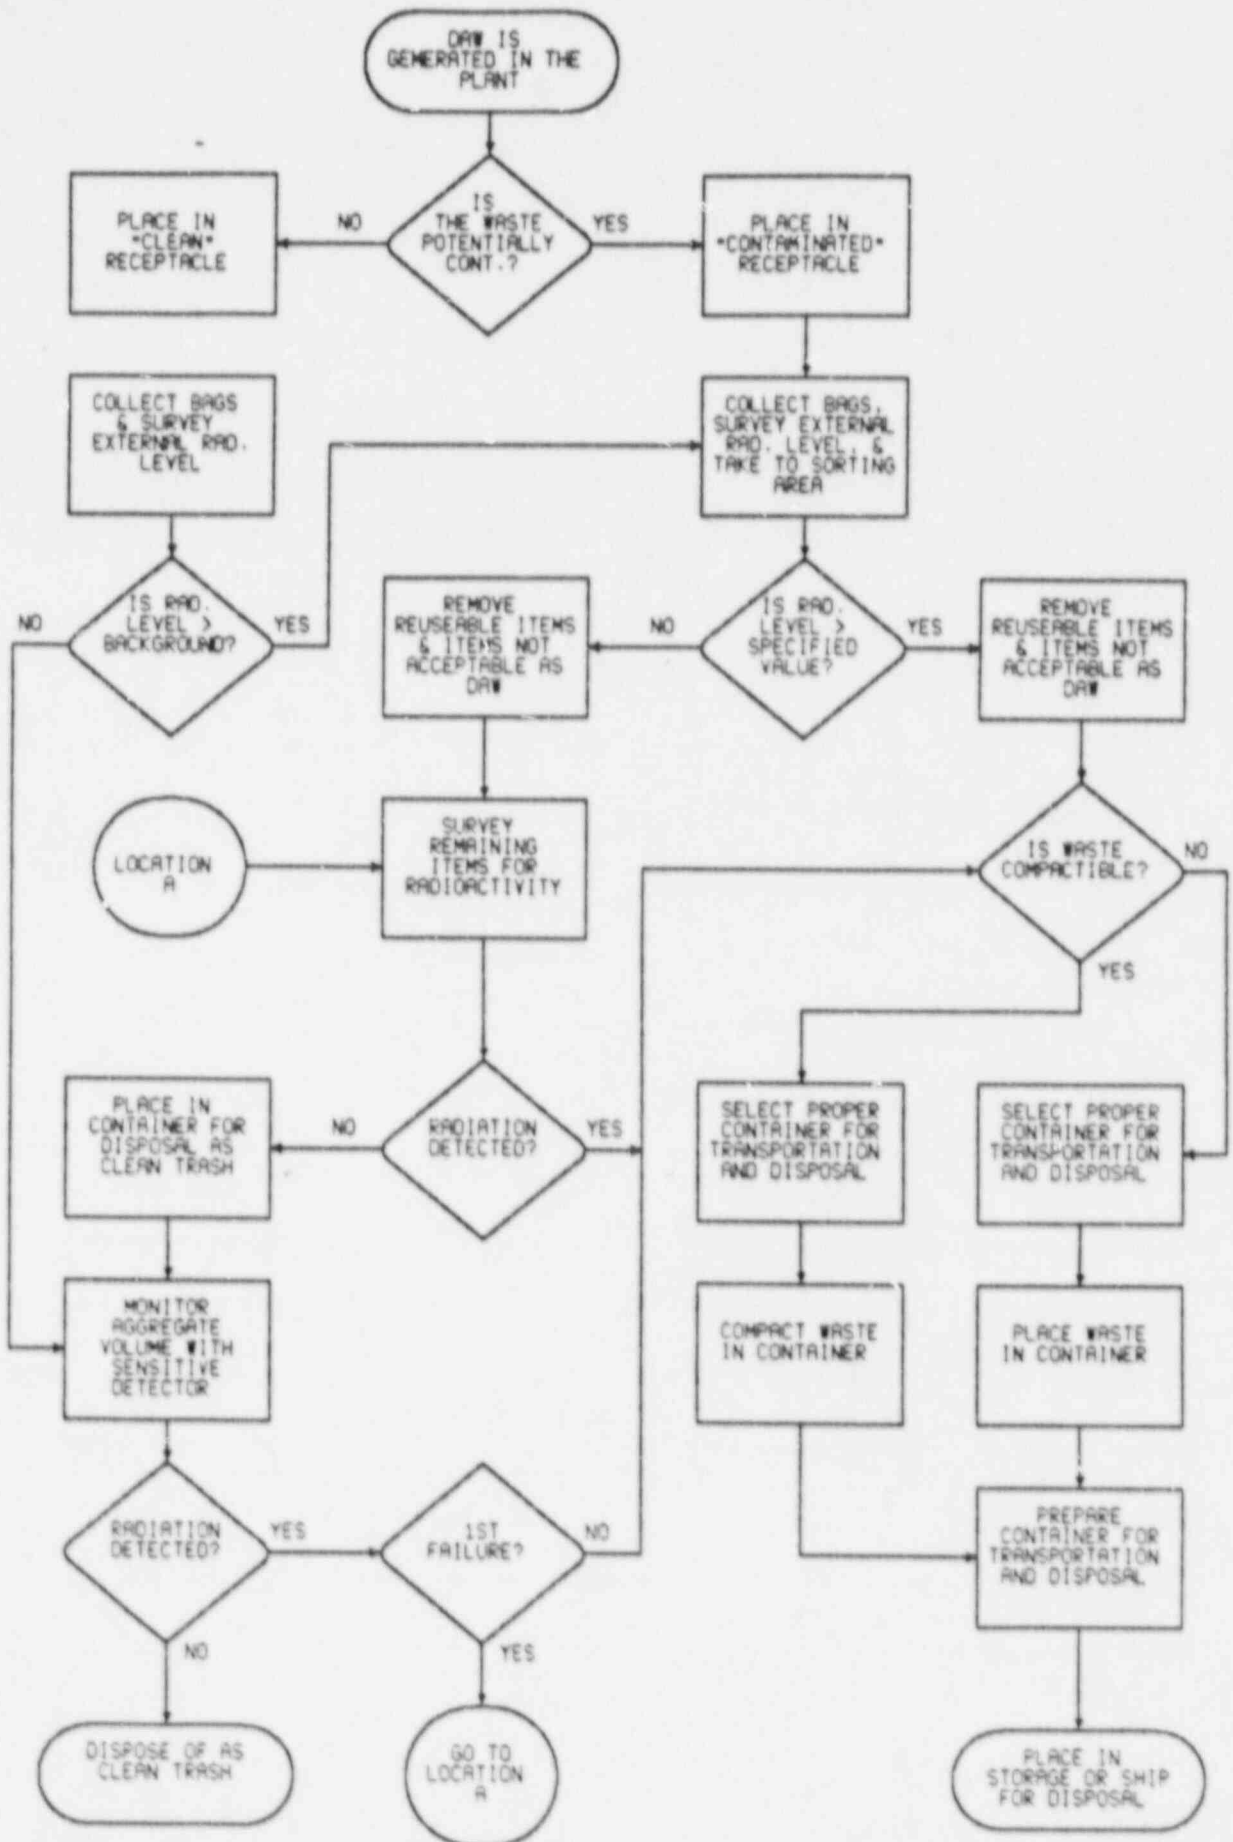 DAW IS
GENERATED IN THE
PLANT
PLACE IN
"CLEAN"
RECEPTACLE
NO
IS
THE WASTE
POTENTIALLY
CONT.?
YES
PLACE IN
"CONTAMINATED"
RECEPTACLE
COLLECT BAGS
& SURVEY
EXTERNAL RAD.
LEVEL
COLLECT BAGS,
SURVEY EXTERNAL
RAD. LEVEL, &
TAKE TO SORTING
AREA
NO
IS RAD.
LEVEL >
BACKGROUND?
YES
REMOVE
REUSEABLE ITEMS
& ITEMS NOT
ACCEPTABLE AS
DAW
NO
IS RAD.
LEVEL >
SPECIFIED
VALUE?
YES
REMOVE
REUSEABLE ITEMS
& ITEMS NOT
ACCEPTABLE AS
DAW
LOCATION
A
SURVEY
REMAINING
ITEMS FOR
RADIOACTIVITY
IS WASTE
COMPACTIBLE?
NO
YES
PLACE IN
CONTAINER FOR
DISPOSAL AS
CLEAN TRASH
NO
RADIATION
DETECTED?
YES
SELECT PROPER
CONTAINER FOR
TRANSPORTATION
AND DISPOSAL
SELECT PROPER
CONTAINER FOR
TRANSPORTATION
AND DISPOSAL
MONITOR
AGGREGATE
VOLUME WITH
SENSITIVE
DETECTOR
COMPACT WASTE
IN CONTAINER
PLACE WASTE
IN CONTAINER
RADIATION
DETECTED?
YES
1ST
FAILURE?
NO
PREPARE
CONTAINER FOR
TRANSPORTATION
AND DISPOSAL
NO
YES
DISPOSE OF AS
CLEAN TRASH
GO TO
LOCATION
A
PLACE IN
STORAGE OR SHIP
FOR DISPOSAL